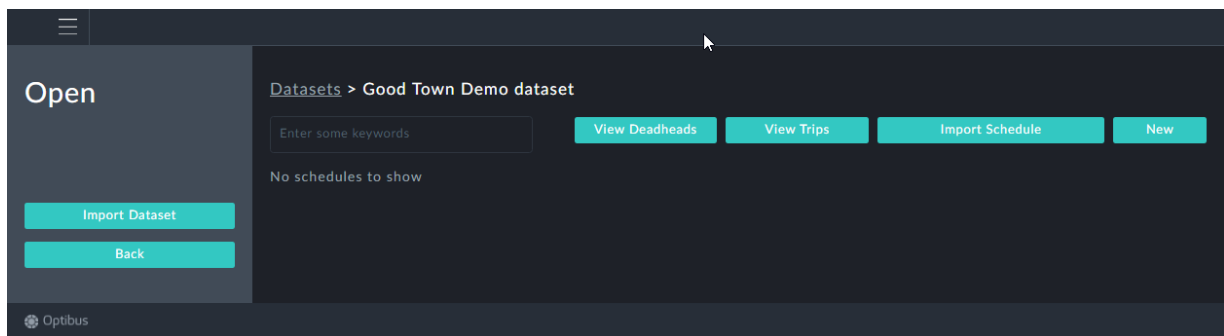 Open
Datasets > Good Town Demo dataset
Enter some keywords
View Deadheads
View Trips
Import Schedule
New
No schedules to show
Import Dataset
Back
Optibus